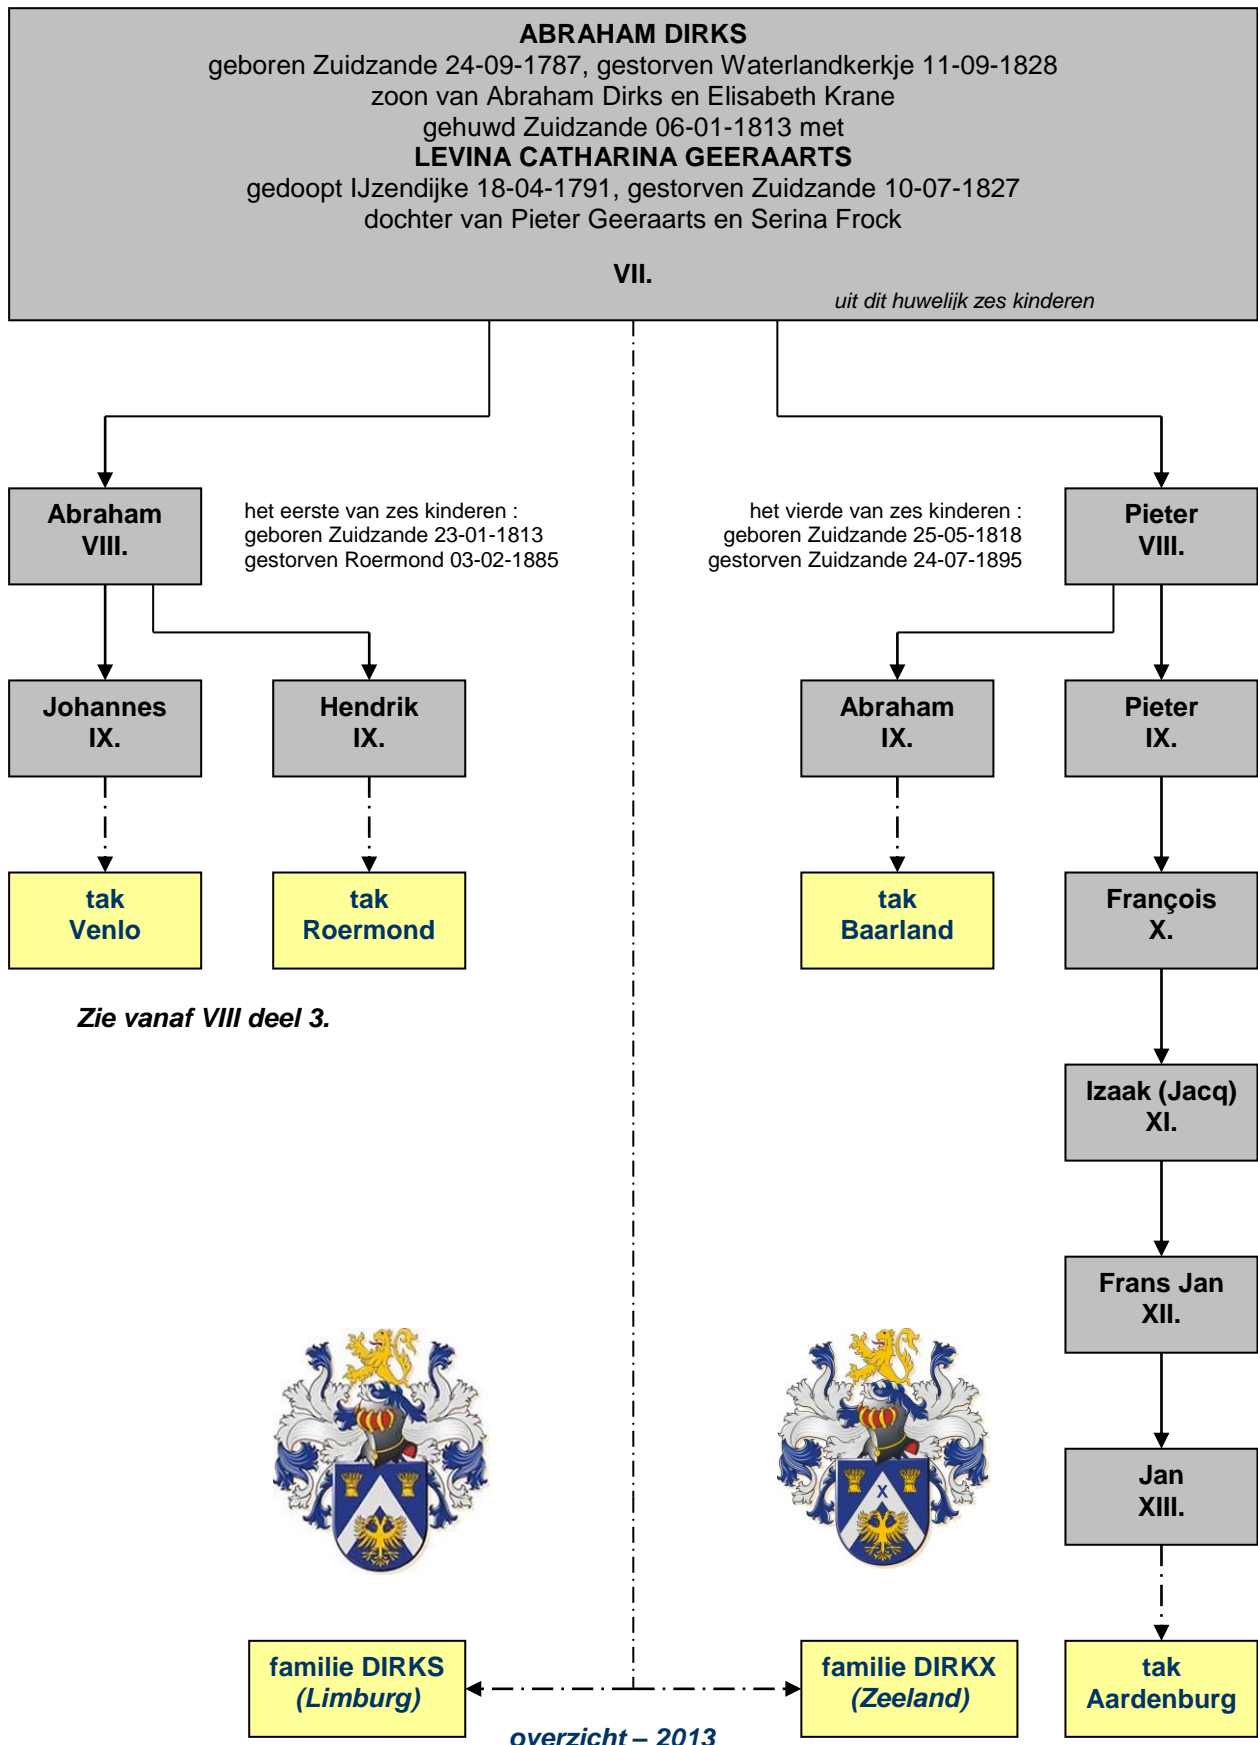 ABRAHAM DIRKS
geboren Zuidzande 24-09-1787, gestorven Waterlandkerkje 11-09-1828
zoon van Abraham Dirks en Elisabeth Krane
gehuwd Zuidzande 06-01-1813 met
LEVINA CATHARINA GEERAARTS
gedoopt IJzendijke 18-04-1791, gestorven Zuidzande 10-07-1827
dochter van Pieter Geeraarts en Serina Frock
VII.
uit dit huwelijk zes kinderen
Abraham
VIII.
het eerste van zes kinderen :
geboren Zuidzande 23-01-1813
gestorven Roermond 03-02-1885
het vierde van zes kinderen :
geboren Zuidzande 25-05-1818
gestorven Zuidzande 24-07-1895
Pieter
VIII.
Johannes
IX.
Hendrik
IX.
Abraham
IX.
Pieter
IX.
tak
Venlo
tak
Roermond
tak
Baarland
François
X.
Zie vanaf VIII deel 3.
Izaak (Jacq)
XI.
Frans Jan
XII.
X
Jan
XIII.
familie DIRKS
(Limburg)
familie DIRKX
(Zeeland)
tak
Aardenburg
overzicht – 2013